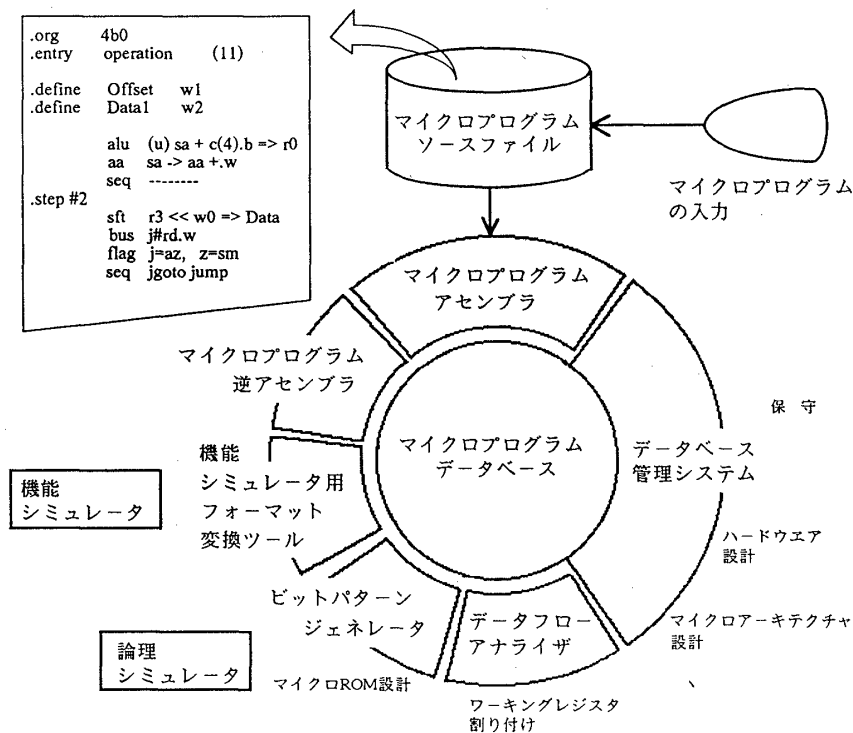 .org 4b0
.entry operation (11)
.define Offset w1
.define Data1 w2
alu (u) sa + c(4).b => r0
aa sa -> aa +.w
seq --------
.step #2
sft r3 << w0 => Data
bus j#rd.w
flag j=az, z=sm
seq jgoto jump
マイクロプログラム
ソースファイル
マイクロプログラム
の入力
マイクロプログラム
アセンブラ
マイクロプログラム
逆アセンブラ
マイクロプログラム
データベース
データベース
管理システム
保 守
機能
シミュレータ用
フォーマット
変換ツール
機能
シミュレータ
ハードウエア
設計
ビットパターン
ジェネレータ
データフロー
アナライザ
マイクロアーキテクチャ
設計
論理
シミュレータ
マイクロROM設計
ワーキングレジスタ
割り付け